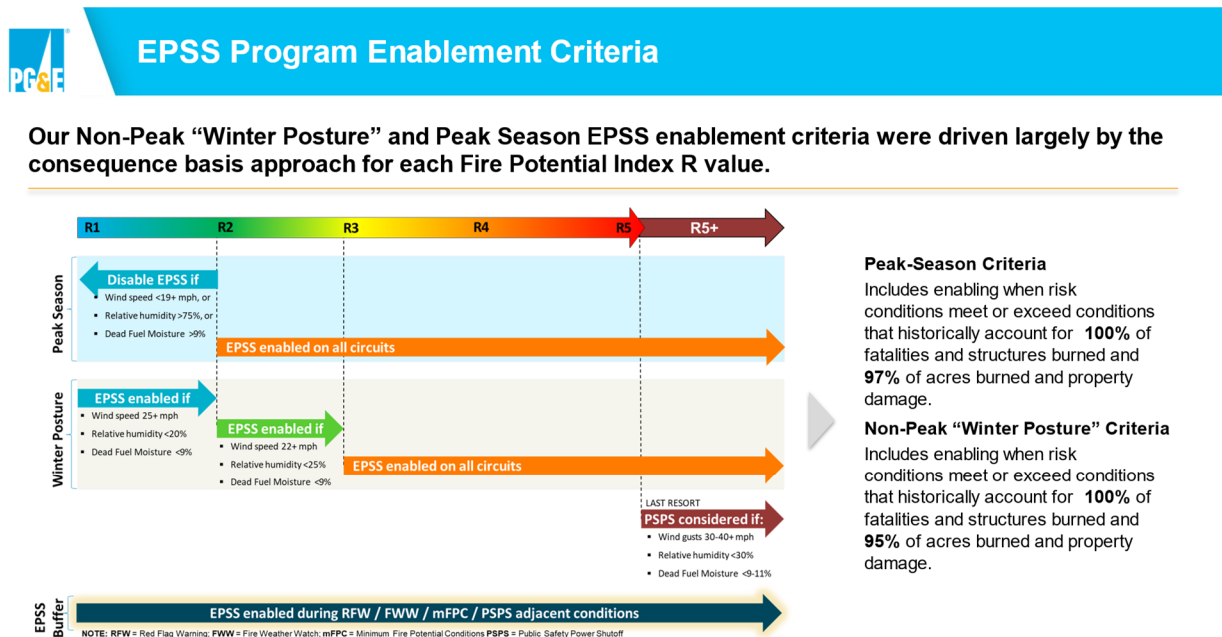 PG&E
EPSS Program Enablement Criteria
Our Non-Peak “Winter Posture” and Peak Season EPSS enablement criteria were driven largely by the
consequence basis approach for each Fire Potential Index R value.
R1 R2 R3 R4 R5 R5+
Peak Season
Disable EPSS if
▪ Wind speed <19+ mph, or
▪ Relative humidity >75%, or
▪ Dead Fuel Moisture >9%
EPSS enabled on all circuits
Winter Posture
EPSS enabled if
▪ Wind speed 25+ mph
▪ Relative humidity <20%
▪ Dead Fuel Moisture <9%
EPSS enabled if
▪ Wind speed 22+ mph
▪ Relative humidity <25%
▪ Dead Fuel Moisture <9%
EPSS enabled on all circuits
LAST RESORT
PSPS considered if:
▪ Wind gusts 30-40+ mph
▪ Relative humidity <30%
▪ Dead Fuel Moisture <9-11%
EPSS
Buffer
EPSS enabled during RFW / FWW / mFPC / PSPS adjacent conditions
NOTE: RFW = Red Flag Warning; FWW = Fire Weather Watch; mFPC = Minimum Fire Potential Conditions PSPS = Public Safety Power Shutoff
Peak-Season Criteria
Includes enabling when risk
conditions meet or exceed conditions
that historically account for 100% of
fatalities and structures burned and
97% of acres burned and property
damage.
Non-Peak “Winter Posture” Criteria
Includes enabling when risk
conditions meet or exceed conditions
that historically account for 100% of
fatalities and structures burned and
95% of acres burned and property
damage.